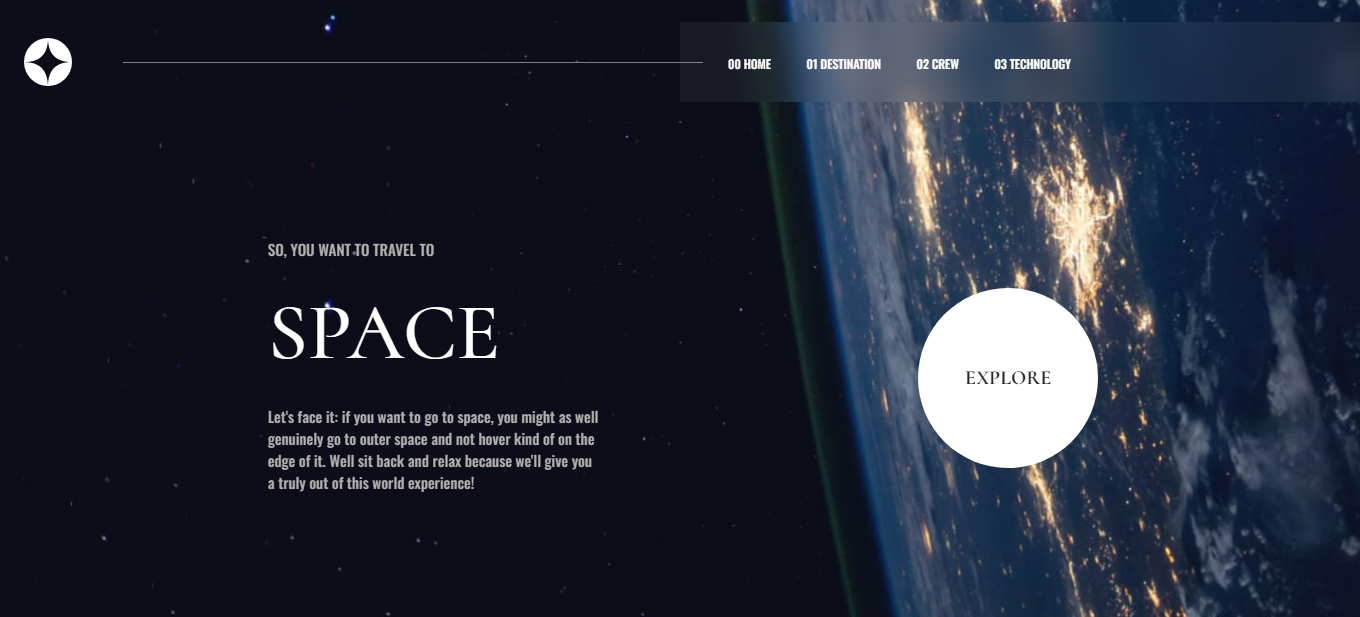 00 HOME 01 DESTINATION 02 CREW 03 TECHNOLOGY
SO, YOU WANT TO TRAVEL TO
SPACE
Let's face it: if you want to go to space, you might as well
genuinely go to outer space and not hover kind of on the
edge of it. Well sit back and relax because we'll give you
a truly out of this world experience!
EXPLORE